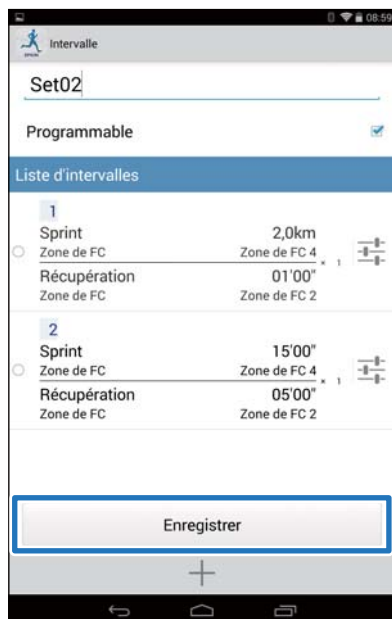 08:59
Intervalle
Set02
Programmable
Liste d'intervalles
1
Sprint 2,0km
Zone de FC Zone de FC 4
× 1
Récupération 01'00"
Zone de FC Zone de FC 2
2
Sprint 15'00"
Zone de FC Zone de FC 4
× 1
Récupération 05'00"
Zone de FC Zone de FC 2
Enregistrer